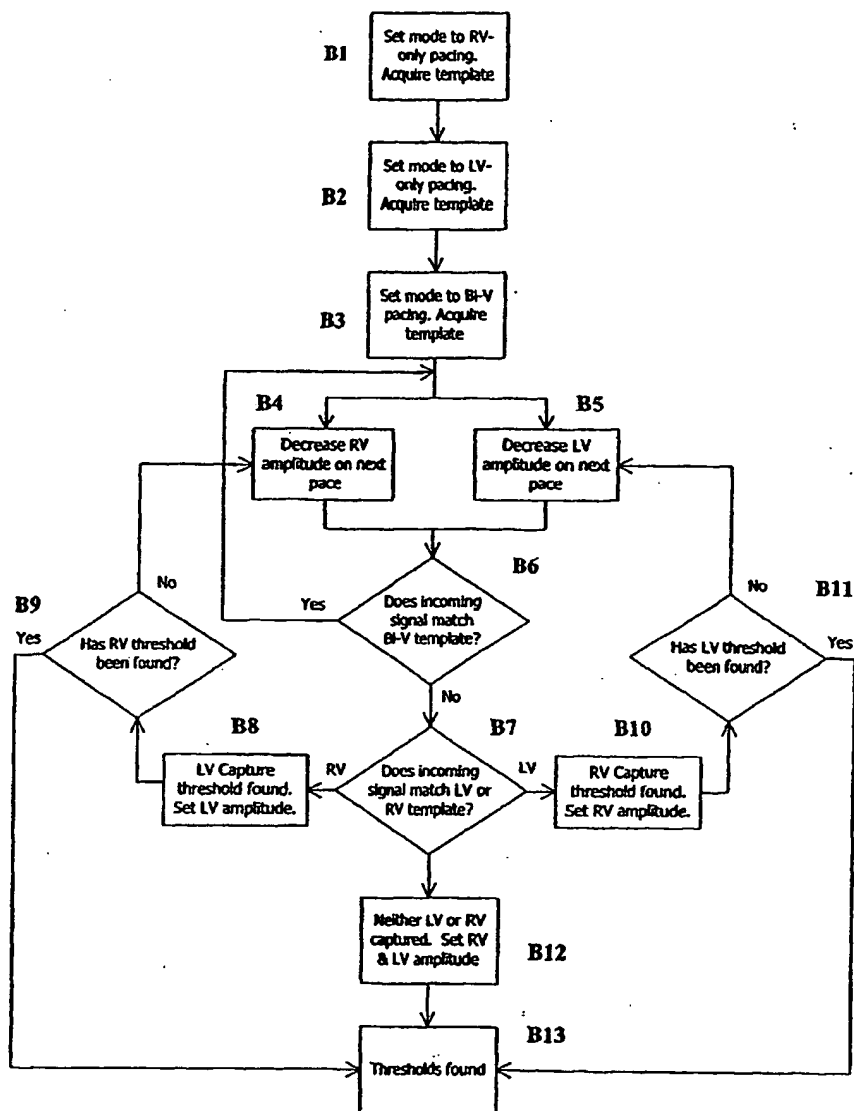 B1
Set mode to RV-
only pacing.
Acquire template
B2
Set mode to LV-
only pacing.
Acquire template
B3
Set mode to Bi-V
pacing. Acquire
template
B4
Decrease RV
amplitude on next
pace
B5
Decrease LV
amplitude on next
pace
B6
Does incoming
signal match
Bi-V template?
Yes
No
B9
Yes
No
Has RV threshold
been found?
B11
No
Yes
Has LV threshold
been found?
B8
LV Capture
threshold found.
Set LV amplitude.
RV
B7
Does incoming
signal match LV or
RV template?
LV
B10
RV Capture
threshold found.
Set RV amplitude.
Neither LV or RV
captured. Set RV
& LV amplitude
B12
B13
Thresholds found